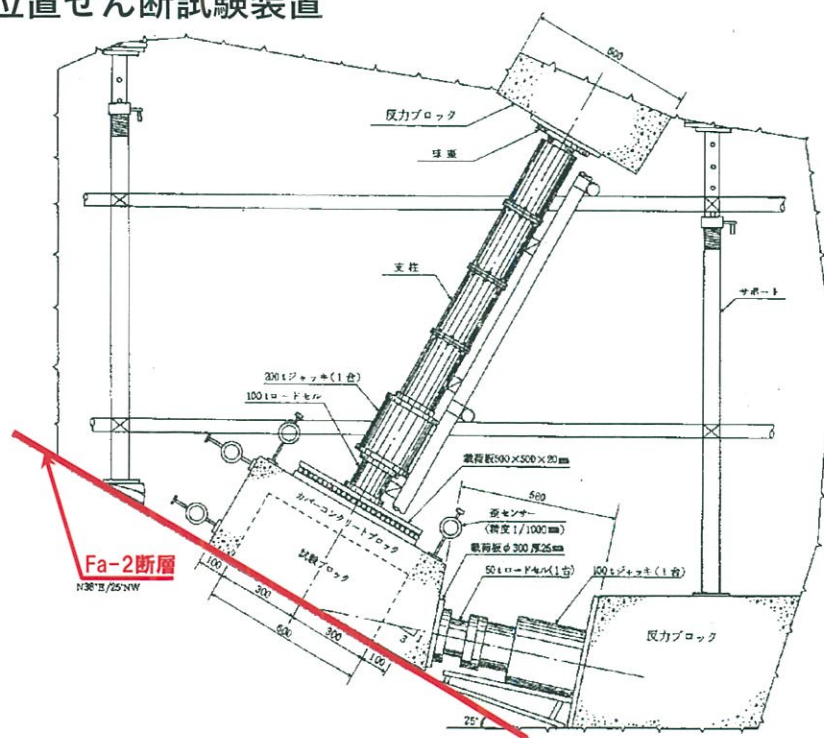 位置せん断試験装置
600
反力ブロック
球座
支柱
サポート
200tジャッキ(1台)
100tロードセル
載荷板500×500×20mm
580
歪センサー
(精度1/1000mm)
カバーコンクリートブロック
載荷板φ300厚25mm
試験ブロック
50tロードセル(1台)
100tジャッキ(1台)
Fa-2断層
N38°E/25°NW
100
300
600
300
100
1
3
反力ブロック
25°